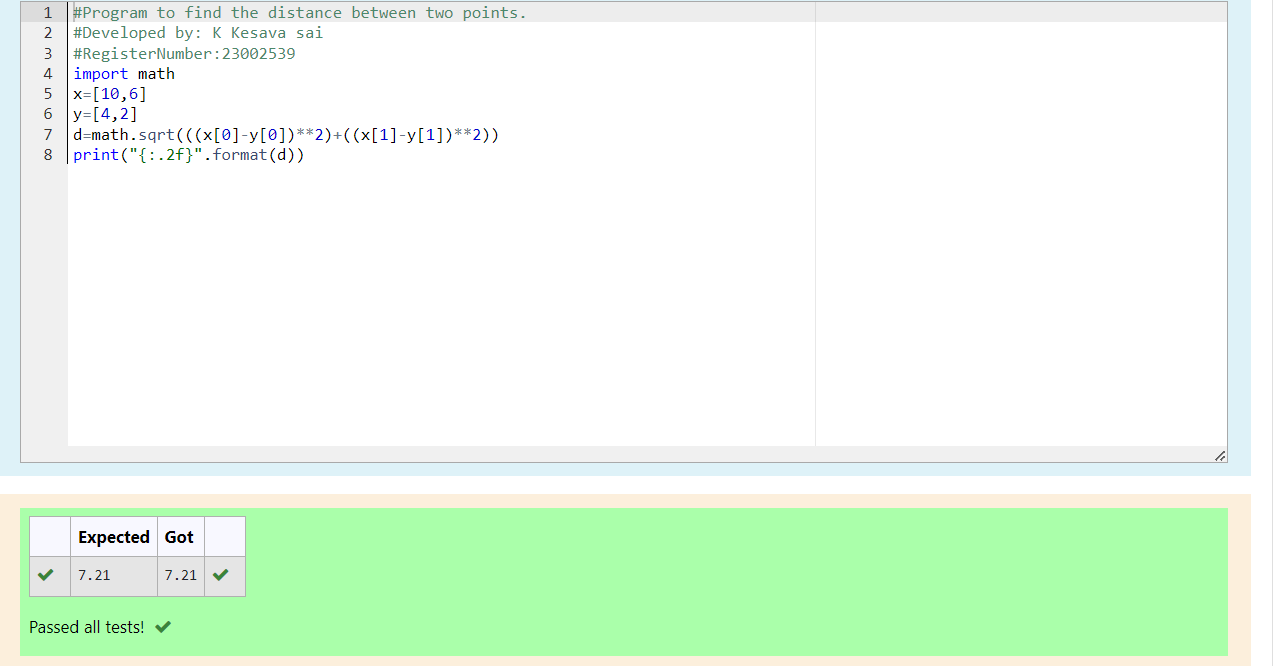 1 #Program to find the distance between two points.
2 #Developed by: K Kesava sai
3 #RegisterNumber:23002539
4 import math
5 x=[10,6]
6 y=[4,2]
7 d=math.sqrt(((x[0]-y[0])**2)+((x[1]-y[1])**2))
8 print("{:.2f}".format(d))
Expected Got
7.21 7.21
Passed all tests!